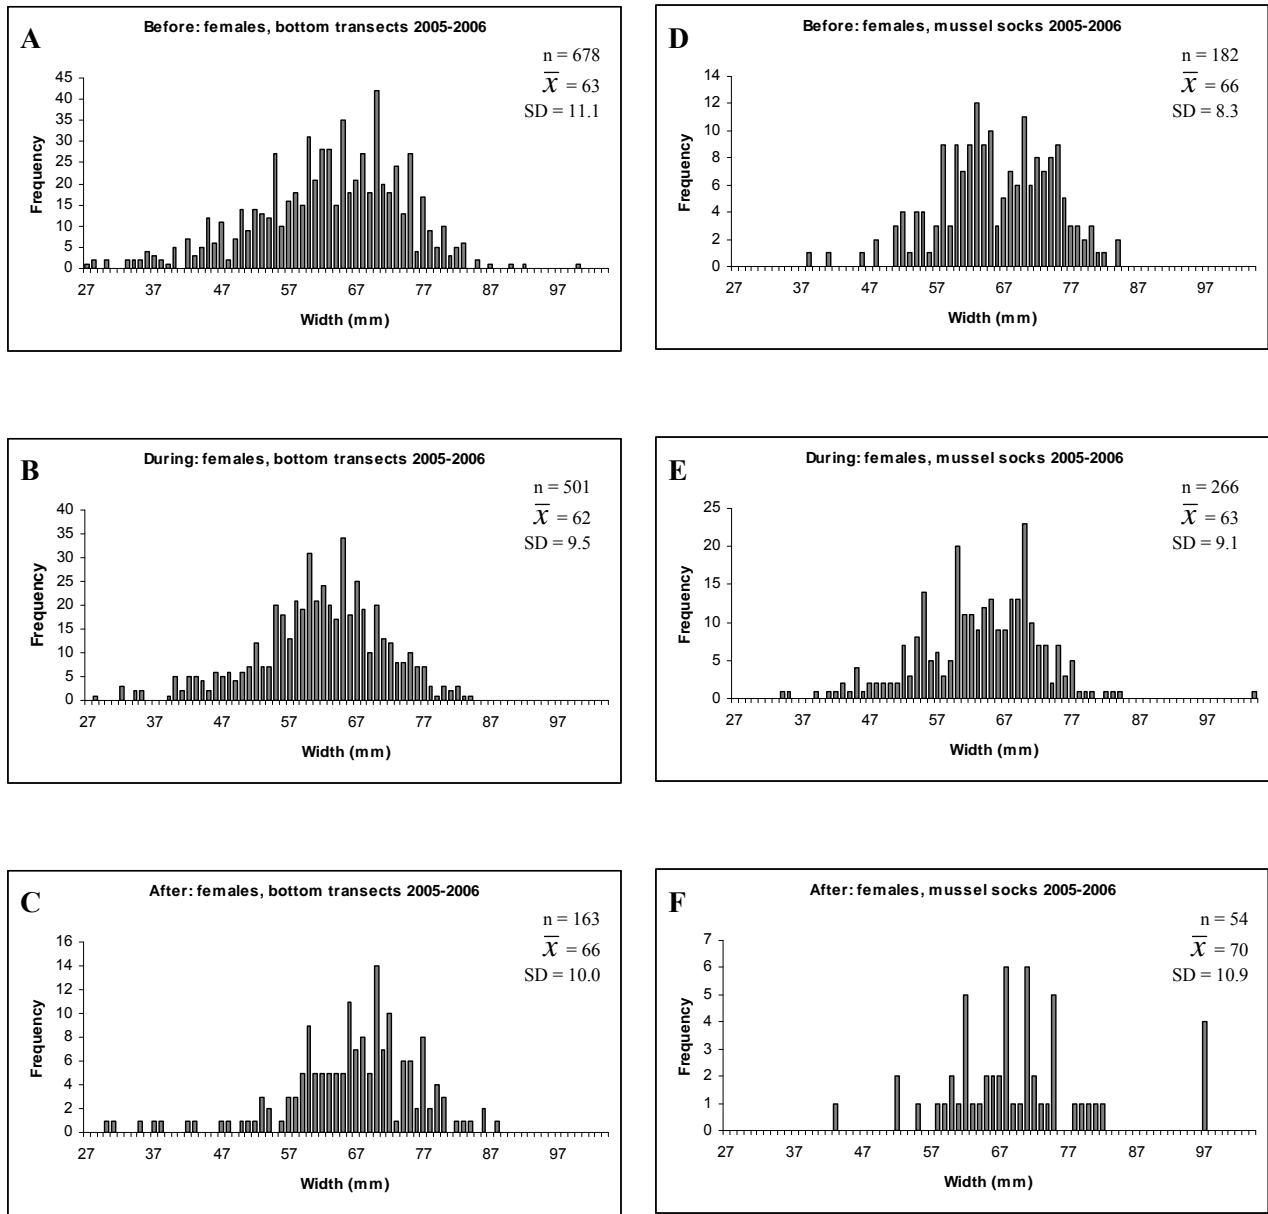 A
Before: females, bottom transects 2005-2006
n = 678
x̄ = 63
SD = 11.1
Frequency
45
40
35
30
25
20
15
10
5
0
27 37 47 57 67 77 87 97
Width (mm)
D
Before: females, mussel socks 2005-2006
n = 182
x̄ = 66
SD = 8.3
Frequency
14
12
10
8
6
4
2
0
27 37 47 57 67 77 87 97
Width (mm)
B
During: females, bottom transects 2005-2006
n = 501
x̄ = 62
SD = 9.5
Frequency
40
35
30
25
20
15
10
5
0
27 37 47 57 67 77 87 97
Width (mm)
E
During: females, mussel socks 2005-2006
n = 266
x̄ = 63
SD = 9.1
Frequency
25
20
15
10
5
0
27 37 47 57 67 77 87 97
Width (mm)
C
After: females, bottom transects 2005-2006
n = 163
x̄ = 66
SD = 10.0
Frequency
16
14
12
10
8
6
4
2
0
27 37 47 57 67 77 87 97
Width (mm)
F
After: females, mussel socks 2005-2006
n = 54
x̄ = 70
SD = 10.9
Frequency
7
6
5
4
3
2
1
0
27 37 47 57 67 77 87 97
Width (mm)